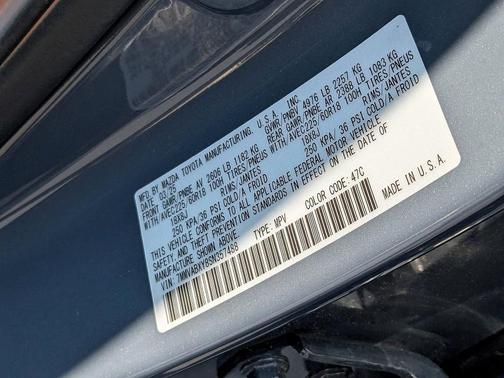 MFD. BY MAZDA TOYOTA MANUFACTURING, U.S.A., INC.
DATE: 03/25 GVWR/PNBV 4976 LB 2257 KG
FRONT GAWR/PNBE AV 2606 LB 1182 KG REAR GAWR/PNBE AR 2388 LB 1083 KG
WITH/AVEC 225/60R18 100H TIRES/PNEUS WITH/AVEC 225/60R18 100H TIRES/PNEUS
18X8J RIMS/JANTES 18X8J RIMS/JANTES
250 KPA/36 PSI COLD/A FROID 250 KPA/36 PSI COLD/A FROID
THIS VEHICLE CONFORMS TO ALL APPLICABLE FEDERAL MOTOR VEHICLE
SAFETY AND THEFT PREVENTION STANDARDS IN EFFECT ON THE DATE OF
MANUFACTURE SHOWN ABOVE.
TYPE: MPV
COLOR CODE: 47C
MADE IN U.S.A.